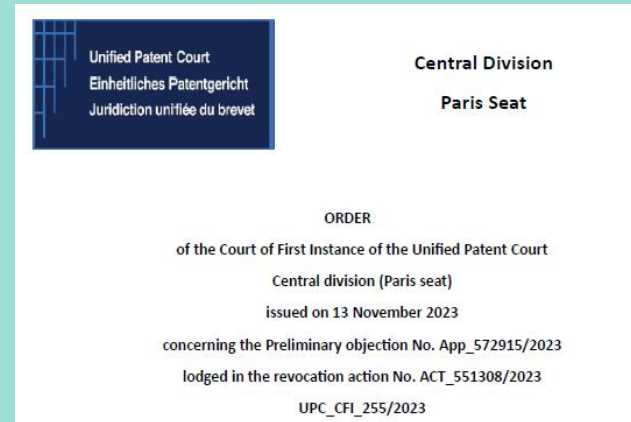 Unified Patent Court
Einheitliches Patentgericht
Juridiction unifiée du brevet
Central Division
Paris Seat
ORDER
of the Court of First Instance of the Unified Patent Court
Central division (Paris seat)
issued on 13 November 2023
concerning the Preliminary objection No. App_572915/2023
lodged in the revocation action No. ACT_551308/2023
UPC_CFI_255/2023